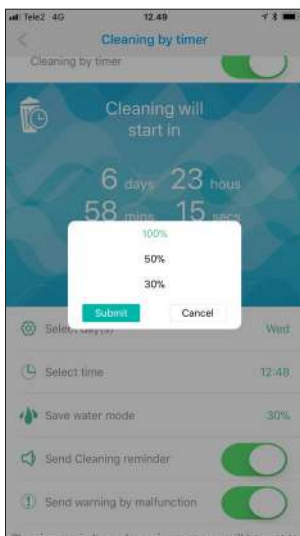 Tele2 4G 12.49
Cleaning by timer
Cleaning by timer
Cleaning will
start in
6 days 23 hous
58 mins 15 secs
100%
50%
30%
Submit Cancel
Select day(s) Wed
Select time 12:48
Save water mode 30%
Send Cleaning reminder
Send warning by malfunction